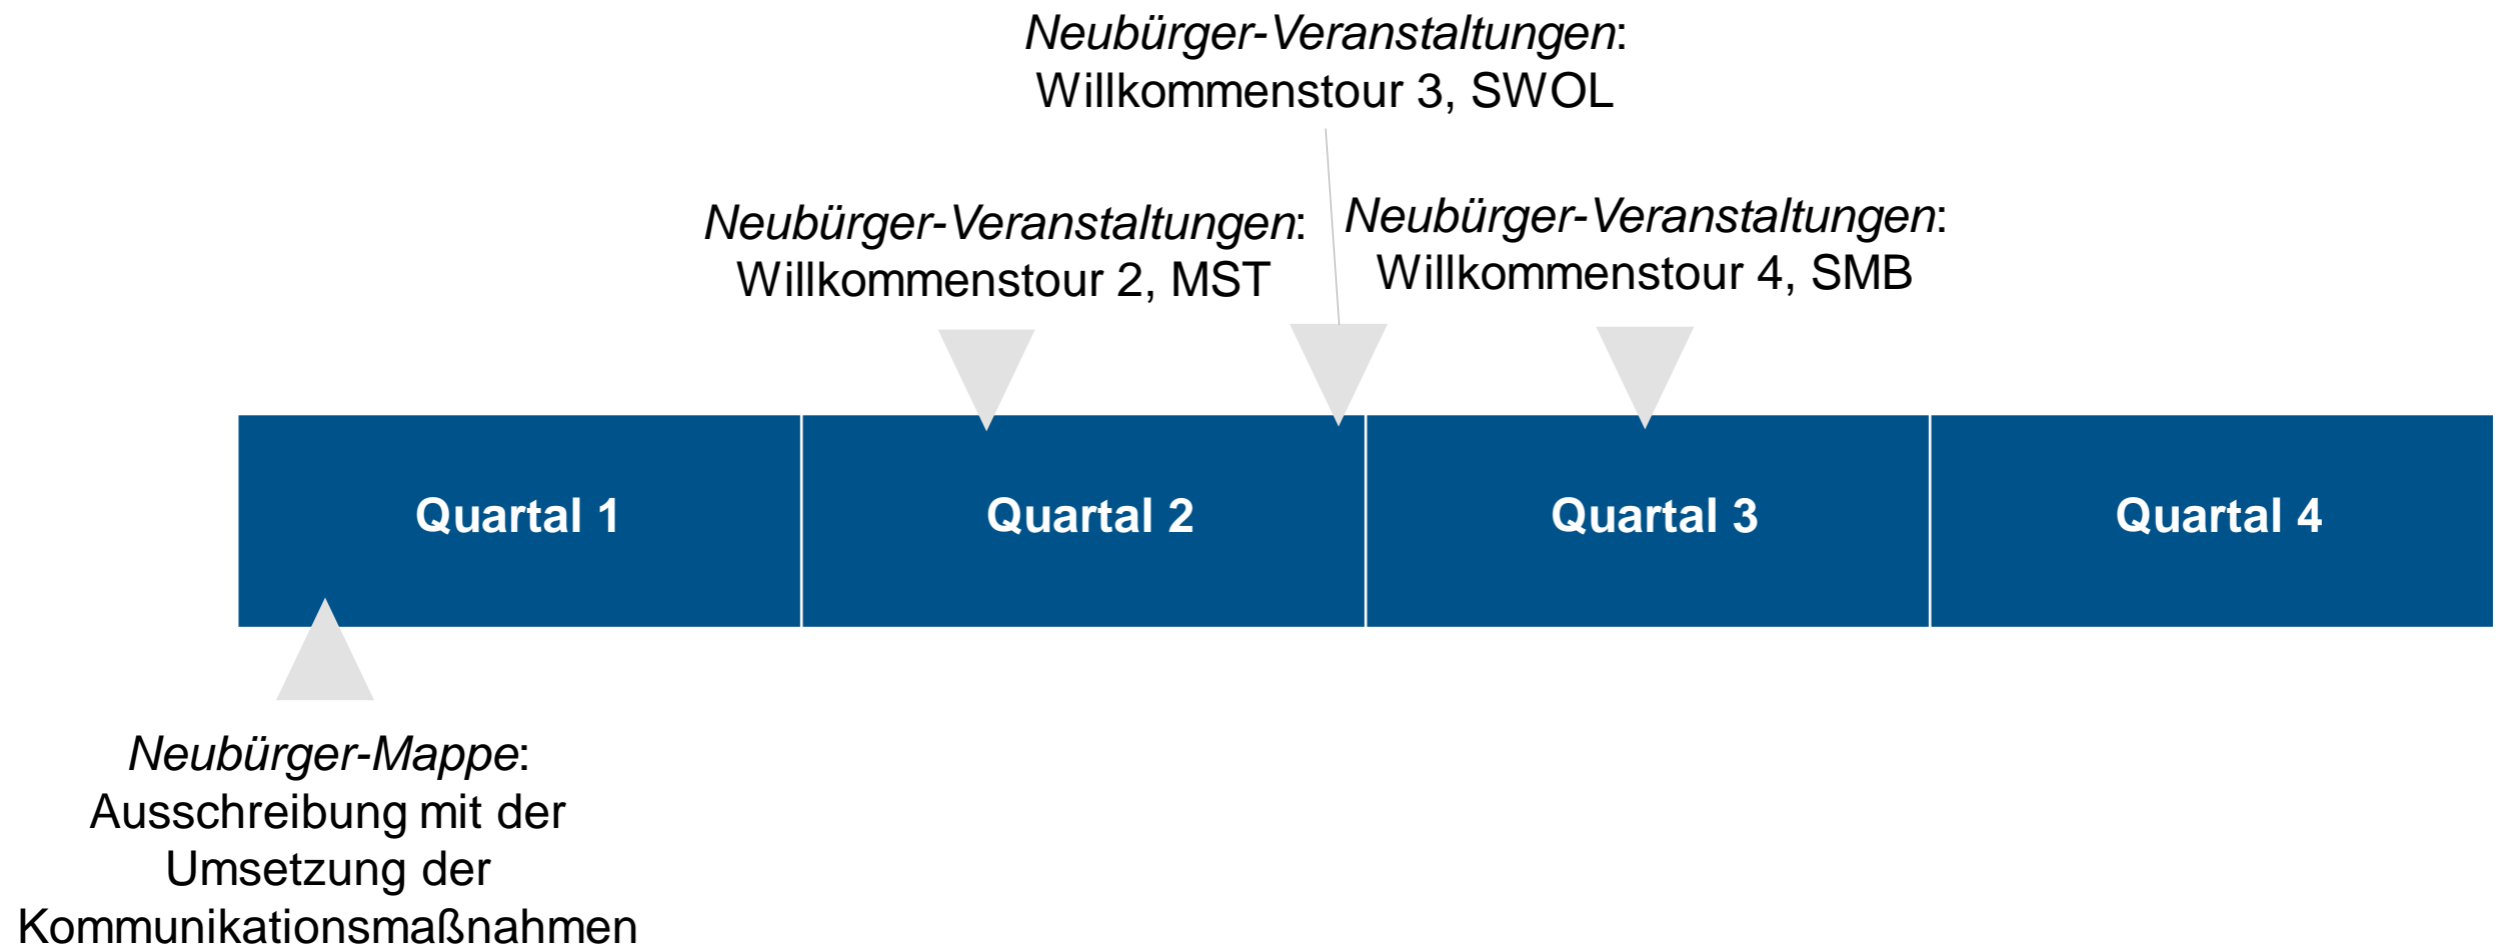 Neubürger-Veranstaltungen:
Willkommenstour 3, SWOL
Neubürger-Veranstaltungen:
Willkommenstour 2, MST
Neubürger-Veranstaltungen:
Willkommenstour 4, SMB
Quartal 1
Quartal 2
Quartal 3
Quartal 4
Neubürger-Mappe:
Ausschreibung mit der
Umsetzung der
Kommunikationsmaßnahmen